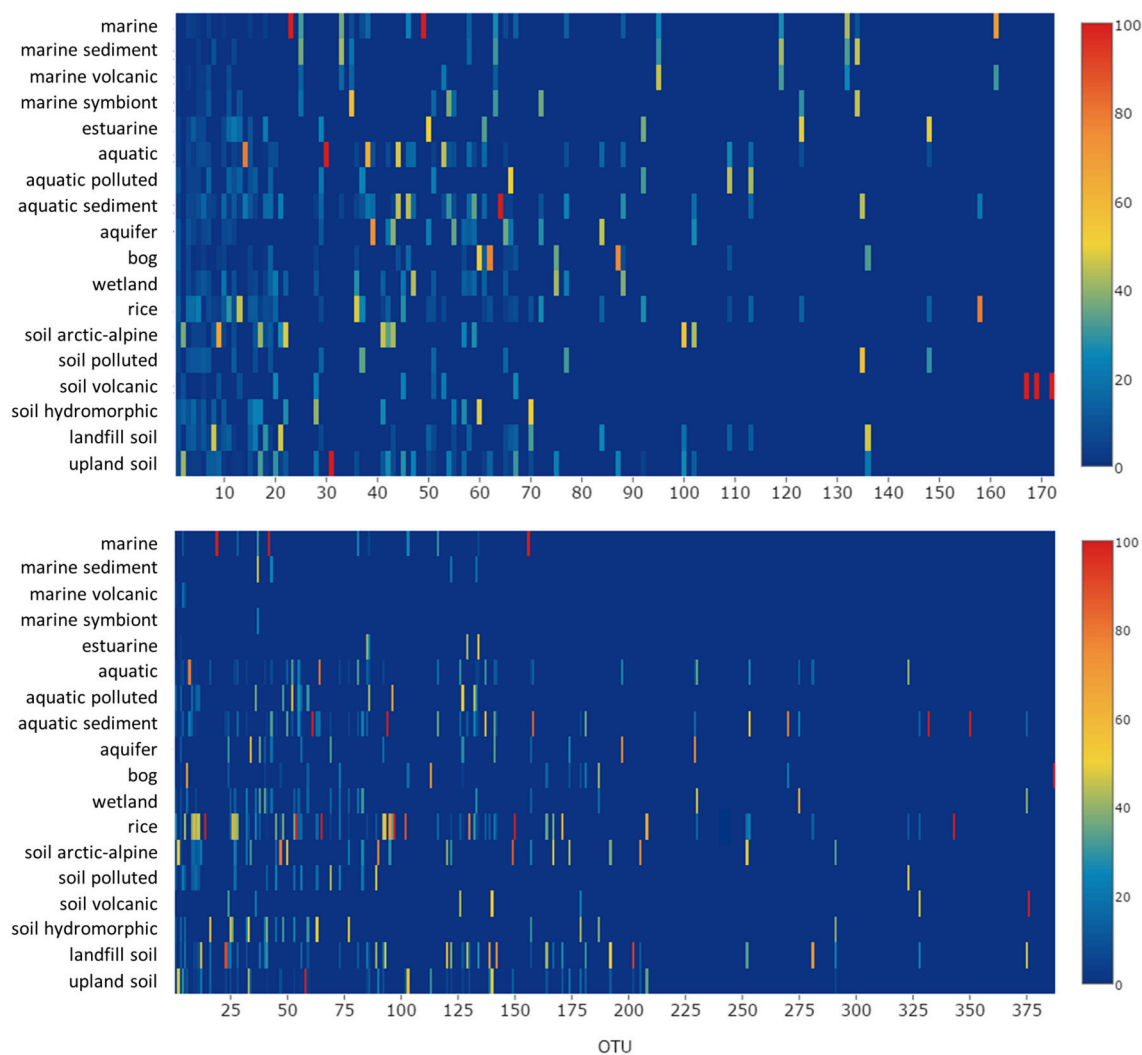 marine
marine sediment
marine volcanic
marine symbiont
estuarine
aquatic
aquatic polluted
aquatic sediment
aquifer
bog
wetland
rice
soil arctic-alpine
soil polluted
soil volcanic
soil hydromorphic
landfill soil
upland soil
10 20 30 40 50 60 70 80 90 100 110 120 130 140 150 160 170
100
80
60
40
20
0
marine
marine sediment
marine volcanic
marine symbiont
estuarine
aquatic
aquatic polluted
aquatic sediment
aquifer
bog
wetland
rice
soil arctic-alpine
soil polluted
soil volcanic
soil hydromorphic
landfill soil
upland soil
25 50 75 100 125 150 175 200 225 250 275 300 325 350 375
OTU
100
80
60
40
20
0